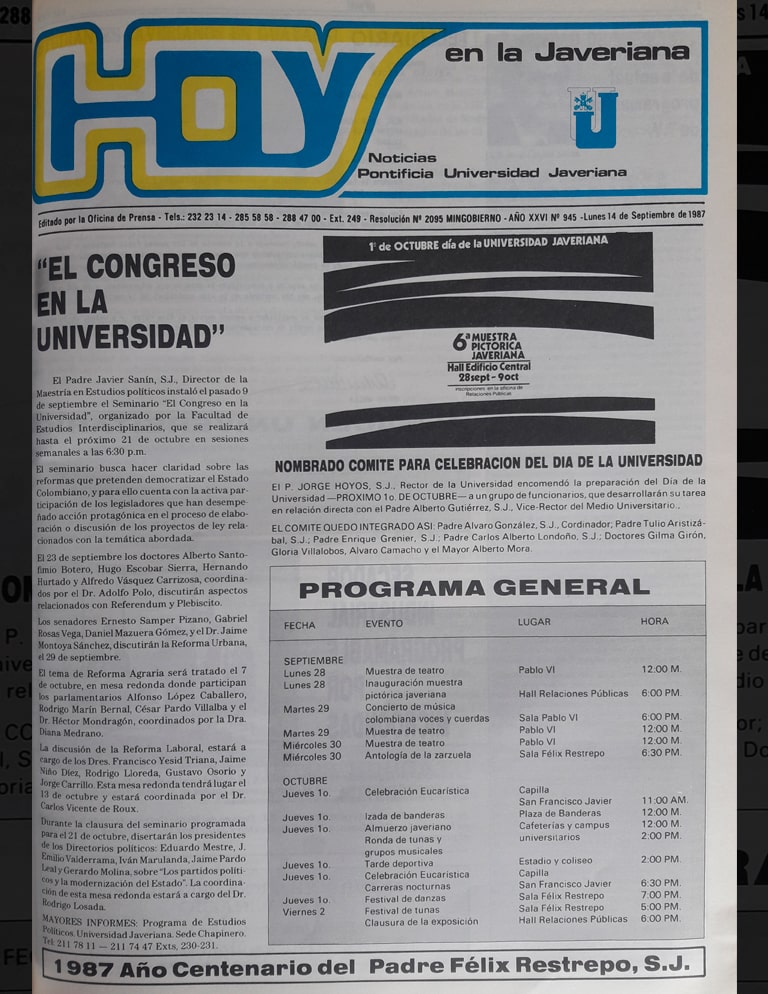 HOY
en la Javeriana
Noticias
Pontificia Universidad Javeriana
Editado por la Oficina de Prensa - Tels.: 232 23 14 - 285 58 58 - 288 47 00 - Ext. 249 - Resolución Nº 2095 MINGOBIERNO - AÑO XXVI Nº 945 -Lunes 14 de Septiembre de 1987
"EL CONGRESO
EN LA
UNIVERSIDAD"
El Padre Javier Sanín, S.J., Director de la
Maestría en Estudios políticos instaló el pasado 9
de septiembre el Seminario "El Congreso en la
Universidad", organizado por la Facultad de
Estudios Interdisciplinarios, que se realizará
hasta el próximo 21 de octubre en sesiones
semanales a las 6:30 p.m.
El seminario busca hacer claridad sobre las
reformas que pretenden democratizar el Estado
Colombiano, y para ello cuenta con la activa par-
ticipación de los legisladores que han desempe-
ñado acción protagónica en el proceso de elabo-
ración o discusión de los proyectos de ley rela-
cionados con la temática abordada.
El 23 de septiembre los doctores Alberto Santo-
fimio Botero, Hugo Escobar Sierra, Hernando
Hurtado y Alfredo Vásquez Carrizosa, coordina-
dos por el Dr. Adolfo Polo, discutirán aspectos
relacionados con Referendum y Plebiscito.
Los senadores Ernesto Samper Pizano, Gabriel
Rosas Vega, Daniel Mazuera Gómez, y el Dr. Jaime
Montoya Sánchez, discutirán la Reforma Urbana,
el 29 de septiembre.
El tema de Reforma Agraria será tratado el 7
de octubre, en mesa redonda donde participan
los parlamentarios Alfonso López Caballero,
Rodrigo Marín Bernal, César Pardo Villalba y el
Dr. Héctor Mondragón, coordinados por la Dra.
Diana Medrano.
La discusión de la Reforma Laboral, estará a
cargo de los Dres. Francisco Yesid Triana, Jaime
Niño Díez, Rodrigo Lloreda, Gustavo Osorio y
Jorge Carrillo. Esta mesa redonda tendrá lugar el
13 de octubre y estará coordinada por el Dr.
Carlos Vicente de Roux.
Durante la clausura del seminario programada
para el 21 de octubre, disertarán los presidentes
de los Directorios políticos: Eduardo Mestre, J.
Emilio Valderrama, Iván Marulanda, Jaime Pardo
Leal y Gerardo Molina, sobre "Los partidos políti-
cos y la modernización del Estado". La coordina-
ción de esta mesa redonda estará a cargo del Dr.
Rodrigo Losada.
MAYORES INFORMES: Programa de Estudios
Políticos. Universidad Javeriana. Sede Chapinero.
Tel. 211 78 11 — 211 74 47 Exts, 230-231.
1º de OCTUBRE día de la UNIVERSIDAD JAVERIANA
6ª MUESTRA
PICTORICA
JAVERIANA
Hall Edificio Central
28 sept - 9 oct
Inscripciones en la oficina de
Relaciones Públicas
NOMBRADO COMITE PARA CELEBRACION DEL DIA DE LA UNIVERSIDAD
El P. JORGE HOYOS, S.J., Rector de la Universidad encomendó la preparación del Día de la
Universidad —PROXIMO 1o. DE OCTUBRE— a un grupo de funcionarios, que desarrollarán su tarea
en relación directa con el Padre Alberto Gutiérrez, S.J., Vice-Rector del Medio Universitario..
EL COMITE QUEDO INTEGRADO ASI: Padre Alvaro González, S.J., Cordinador; Padre Tulio Aristizá-
bal, S.J.; Padre Enrique Grenier, S.J.; Padre Carlos Alberto Londoño, S.J.; Doctores Gilma Girón,
Gloria Villalobos, Alvaro Camacho y el Mayor Alberto Mora.
PROGRAMA GENERAL
FECHA EVENTO LUGAR HORA
SEPTIEMBRE
Lunes 28 Muestra de teatro Pablo VI 12:00 M.
Lunes 28 Inauguración muestra
pictórica javeriana Hall Relaciones Públicas 6:00 PM.
Martes 29 Concierto de música
colombiana voces y cuerdas Sala Pablo VI 6:00 PM.
Martes 29 Muestra de teatro Pablo VI 12:00 M.
Miércoles 30 Muestra de teatro Pablo VI 12:00 M.
Miércoles 30 Antología de la zarzuela Sala Félix Restrepo 6:30 PM.
OCTUBRE
Jueves 1o. Celebración Eucarística Capilla
San Francisco Javier 11:00 AM.
Jueves 1o. Izada de banderas Plaza de Banderas 12:00 M.
Jueves 1o. Almuerzo javeriano Cafeterías y campus 12:00 M.
Ronda de tunas y universitarios 2:00 PM.
grupos musicales
Jueves 1o. Tarde deportiva Estadio y coliseo 2:00 PM.
Jueves 1o. Celebración Eucarística Capilla
Carreras nocturnas San Francisco Javier 6:30 PM.
Jueves 1o. Festival de danzas Sala Félix Restrepo 7:00 PM.
Viernes 2 Festival de tunas Sala Félix Restrepo 5:00 PM.
Clausura de la exposición Hall Relaciones Públicas 6:00 PM.
1987 Año Centenario del Padre Félix Restrepo, S.J.